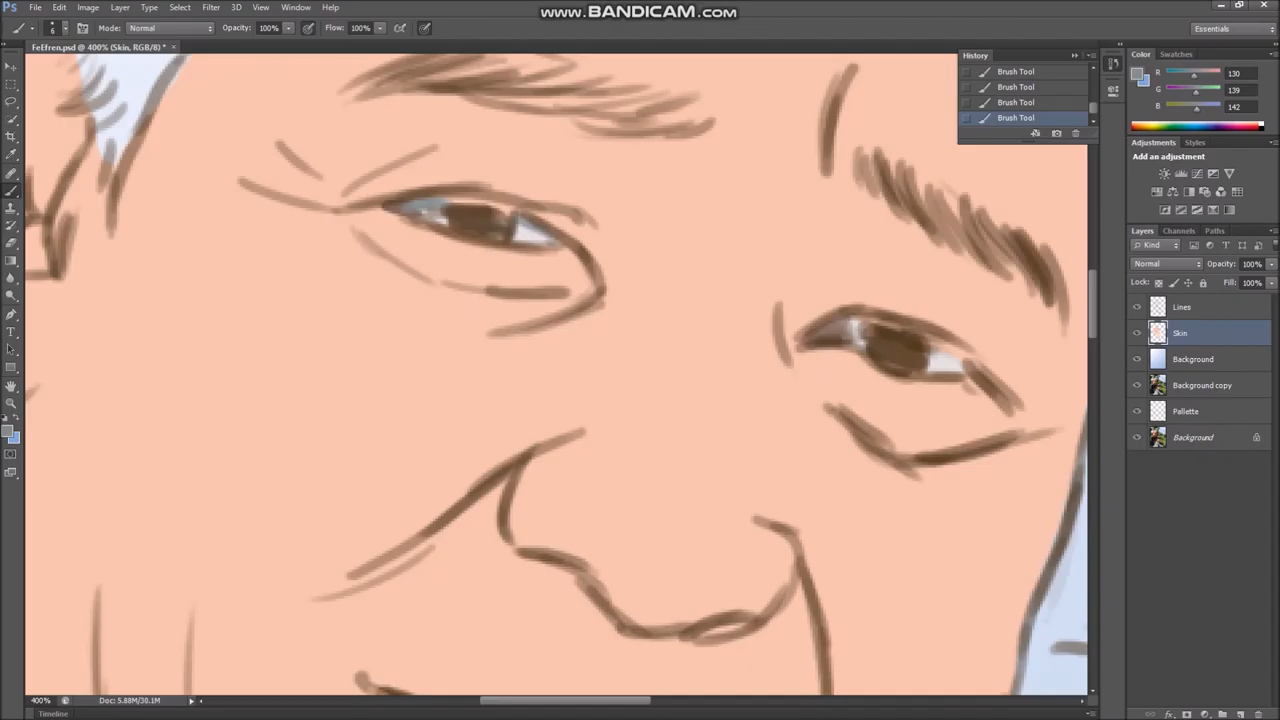 www.BANDICAM.com
Ps File Edit Image Layer Type Select Filter 3D View Window Help
6 Mode: Normal Opacity: 100% Flow: 100% Essentials
FeEfren.psd @ 400% (Skin, RGB/8) * ×
History
Brush Tool
Brush Tool
Brush Tool
Brush Tool
Color Swatches
R 130
G 139
B 142
Adjustments Styles
Add an adjustment
Layers Channels Paths
Kind
Normal Opacity: 100%
Lock: Fill: 100%
Lines
Skin
Background
Background copy
Pallette
Background
400% Doc: 5.88M/30.1M
Timeline